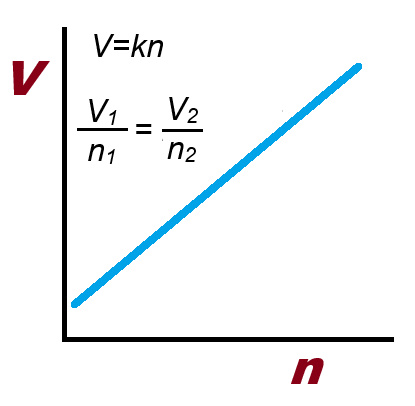 V=kn
V
V₁/n₁ = V₂/n₂
n